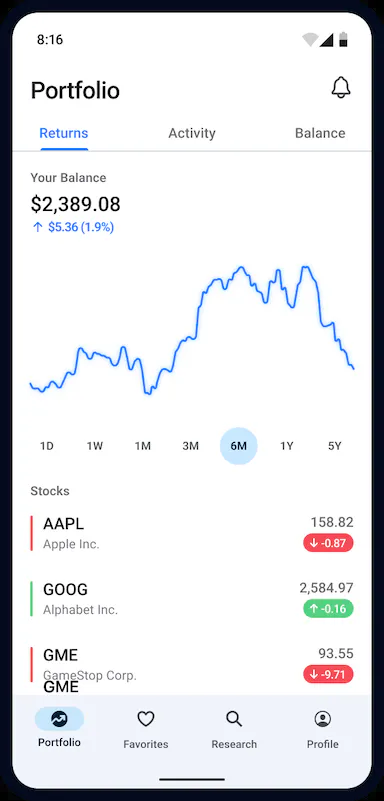 8:16
Portfolio
Returns Activity Balance
Your Balance
$2,389.08
↑ $5.36 (1.9%)
1D 1W 1M 3M 6M 1Y 5Y
Stocks
AAPL 158.82
Apple Inc. ↓ -0.87
GOOG 2,584.97
Alphabet Inc. ↑ -0.16
GME 93.55
GameStop Corp. ↓ -9.71
GME
Portfolio Favorites Research Profile